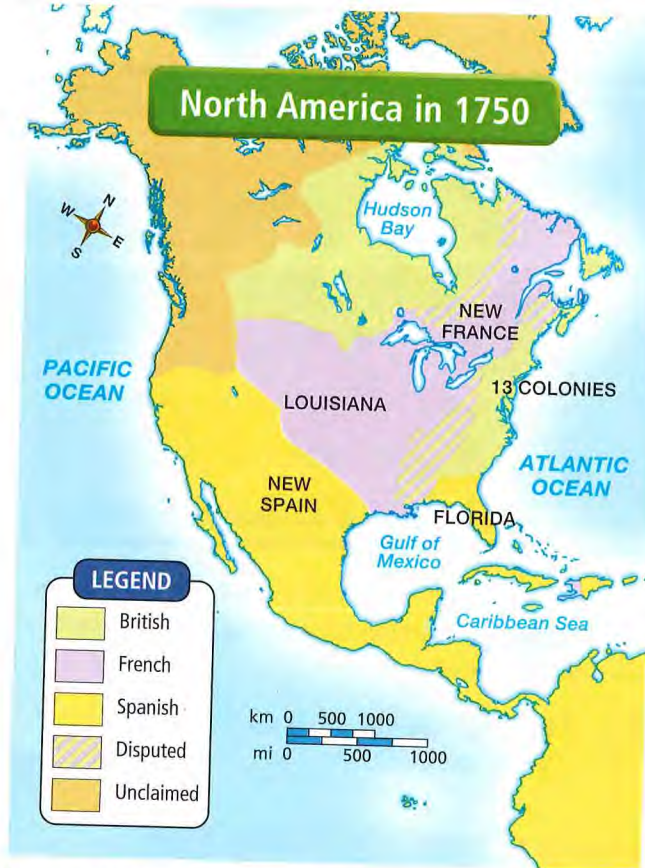 North America in 1750
N
W
E
S
Hudson
Bay
NEW
FRANCE
PACIFIC
OCEAN
13 COLONIES
LOUISIANA
ATLANTIC
OCEAN
NEW
SPAIN
FLORIDA
Gulf of
Mexico
Caribbean Sea
LEGEND
British
French
Spanish
Disputed
Unclaimed
km 0 500 1000
mi 0 500 1000